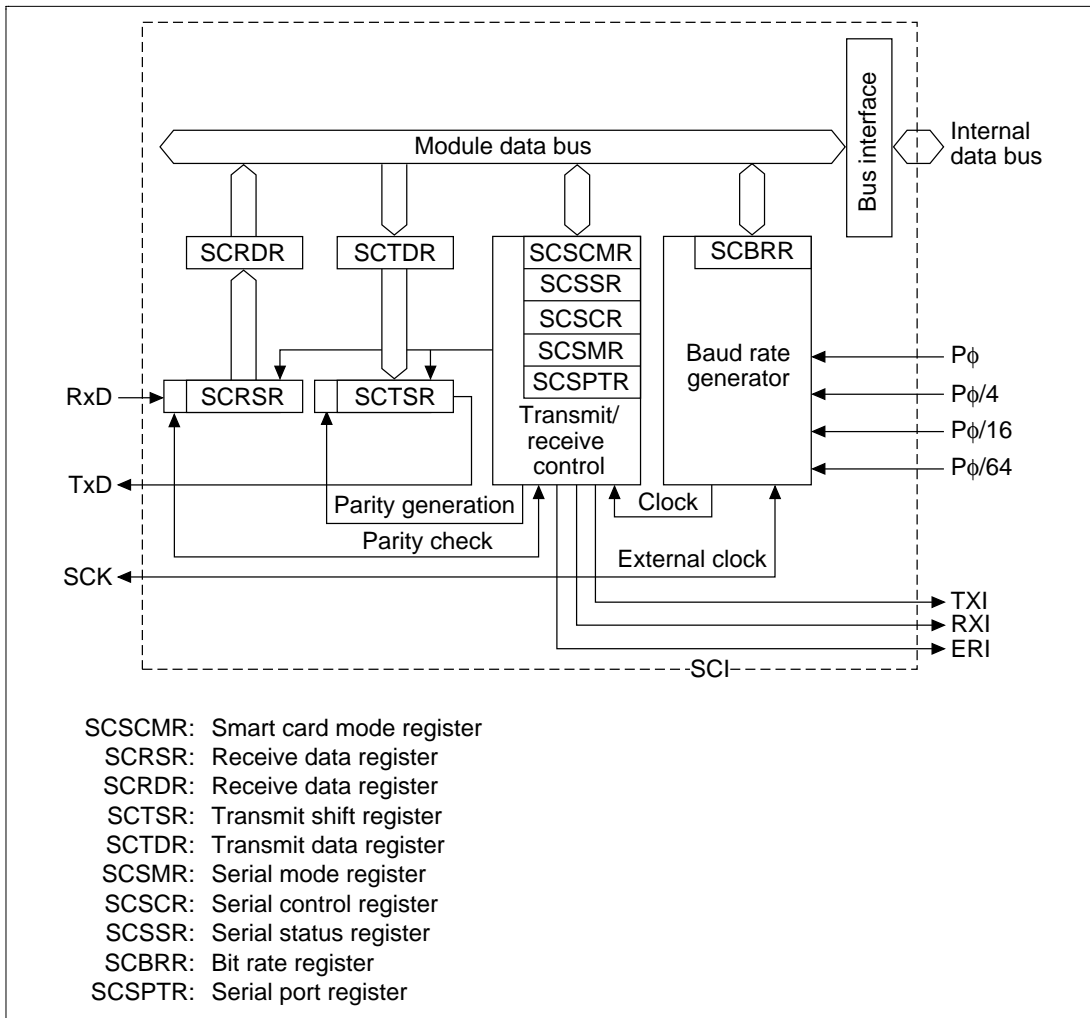 Module data bus
Bus interface
Internal
data bus
SCRDR
SCTDR
SCSCMR
SCSSR
SCSCR
SCSMR
SCSPTR
Transmit/
receive
control
SCBRR
Baud rate
generator
RxD
SCRSR
SCTSR
Pϕ
Pϕ/4
Pϕ/16
Pϕ/64
TxD
Parity generation
Clock
Parity check
SCK
External clock
TXI
RXI
ERI
SCI
SCSCMR: Smart card mode register
SCRSR: Receive data register
SCRDR: Receive data register
SCTSR: Transmit shift register
SCTDR: Transmit data register
SCSMR: Serial mode register
SCSCR: Serial control register
SCSSR: Serial status register
SCBRR: Bit rate register
SCSPTR: Serial port register